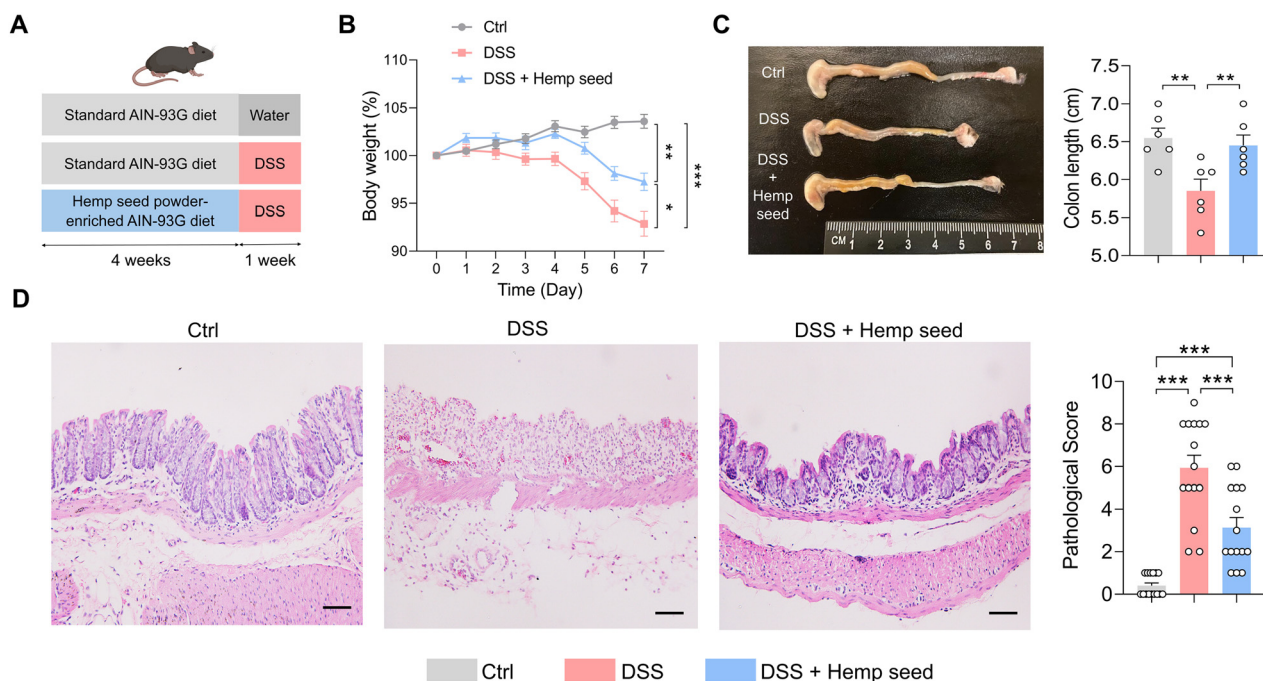 A
Standard AIN-93G diet
Water
Standard AIN-93G diet
DSS
Hemp seed powder-
enriched AIN-93G diet
DSS
4 weeks
1 week
B
Ctrl
DSS
DSS + Hemp seed
Body weight (%)
110
105
100
95
90
**
*
***
0 1 2 3 4 5 6 7
Time (Day)
C
Ctrl
DSS
DSS
+
Hemp
seed
CM 1 2 3 4 5 6 7 8
Colon length (cm)
7.5
7.0
6.5
6.0
5.5
5.0
** **
D
Ctrl
DSS
DSS + Hemp seed
Pathological Score
10
8
6
4
2
0
***
*** ***
Ctrl
DSS
DSS + Hemp seed